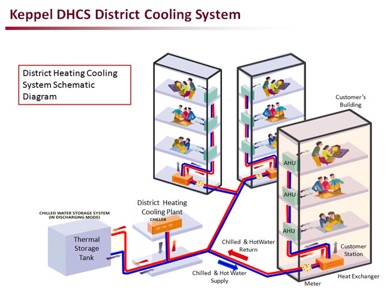 Keppel DHCS District Cooling System
District Heating Cooling
System Schematic
Diagram
Customer's
Building
AHU
AHU
AHU
District Heating
Cooling Plant
CHILLER
CHILLED WATER STORAGE SYSTEM
(IN DISCHARGING MODE)
Thermal
Storage
Tank
Chilled & HotWater
Return
Chilled & Hot Water
Supply
Customer
Station
Heat Exchanger
Meter